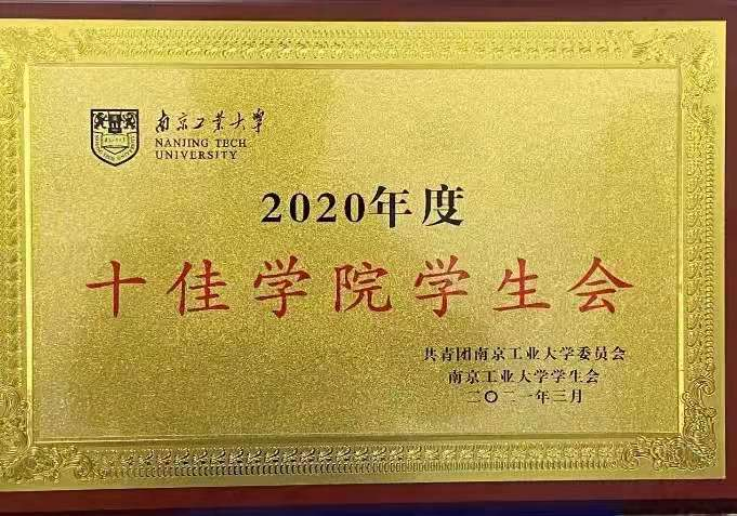 南京工业大学
NANJING TECH
UNIVERSITY
2020年度
十佳学院学生会
共青团南京工业大学委员会
南京工业大学学生会
二〇二一年三月